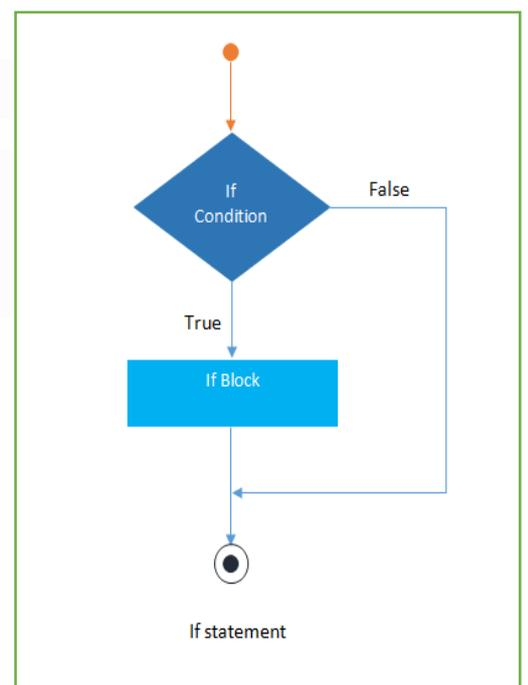 If
Condition
False
True
If Block
If statement